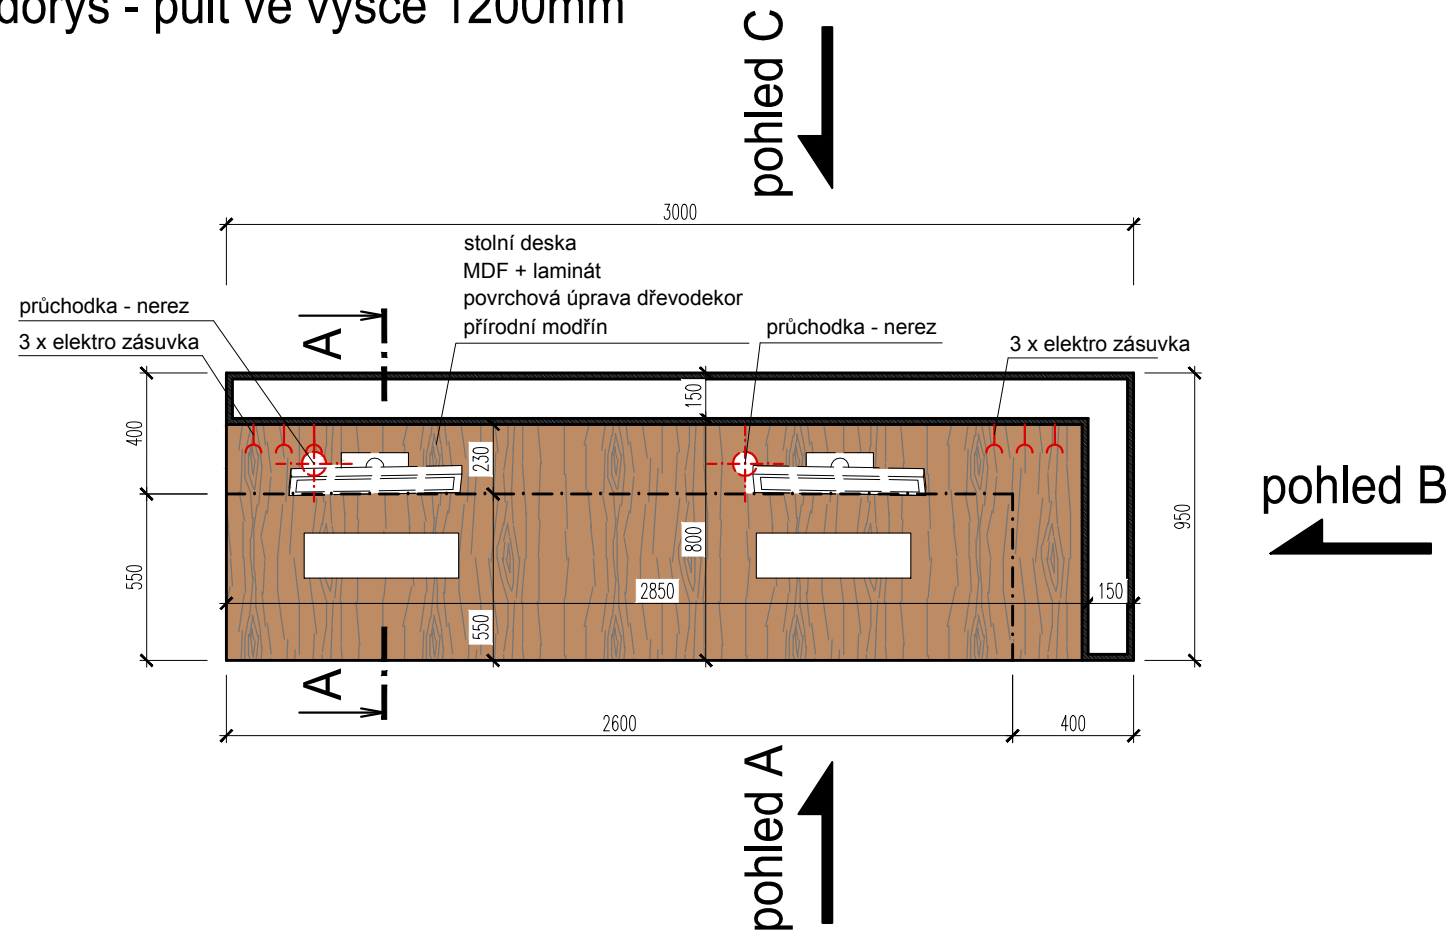 dorys - pult ve výšce 1200mm
pohled C
3000
stolní deska
MDF + laminát
povrchová úprava dřevodekor
přírodní modřín
průchodka - nerez
3 x elektro zásuvka
A
průchodka - nerez
3 x elektro zásuvka
150
400
230
pohled B
950
800
550
2850
150
550
A
2600
400
pohled A